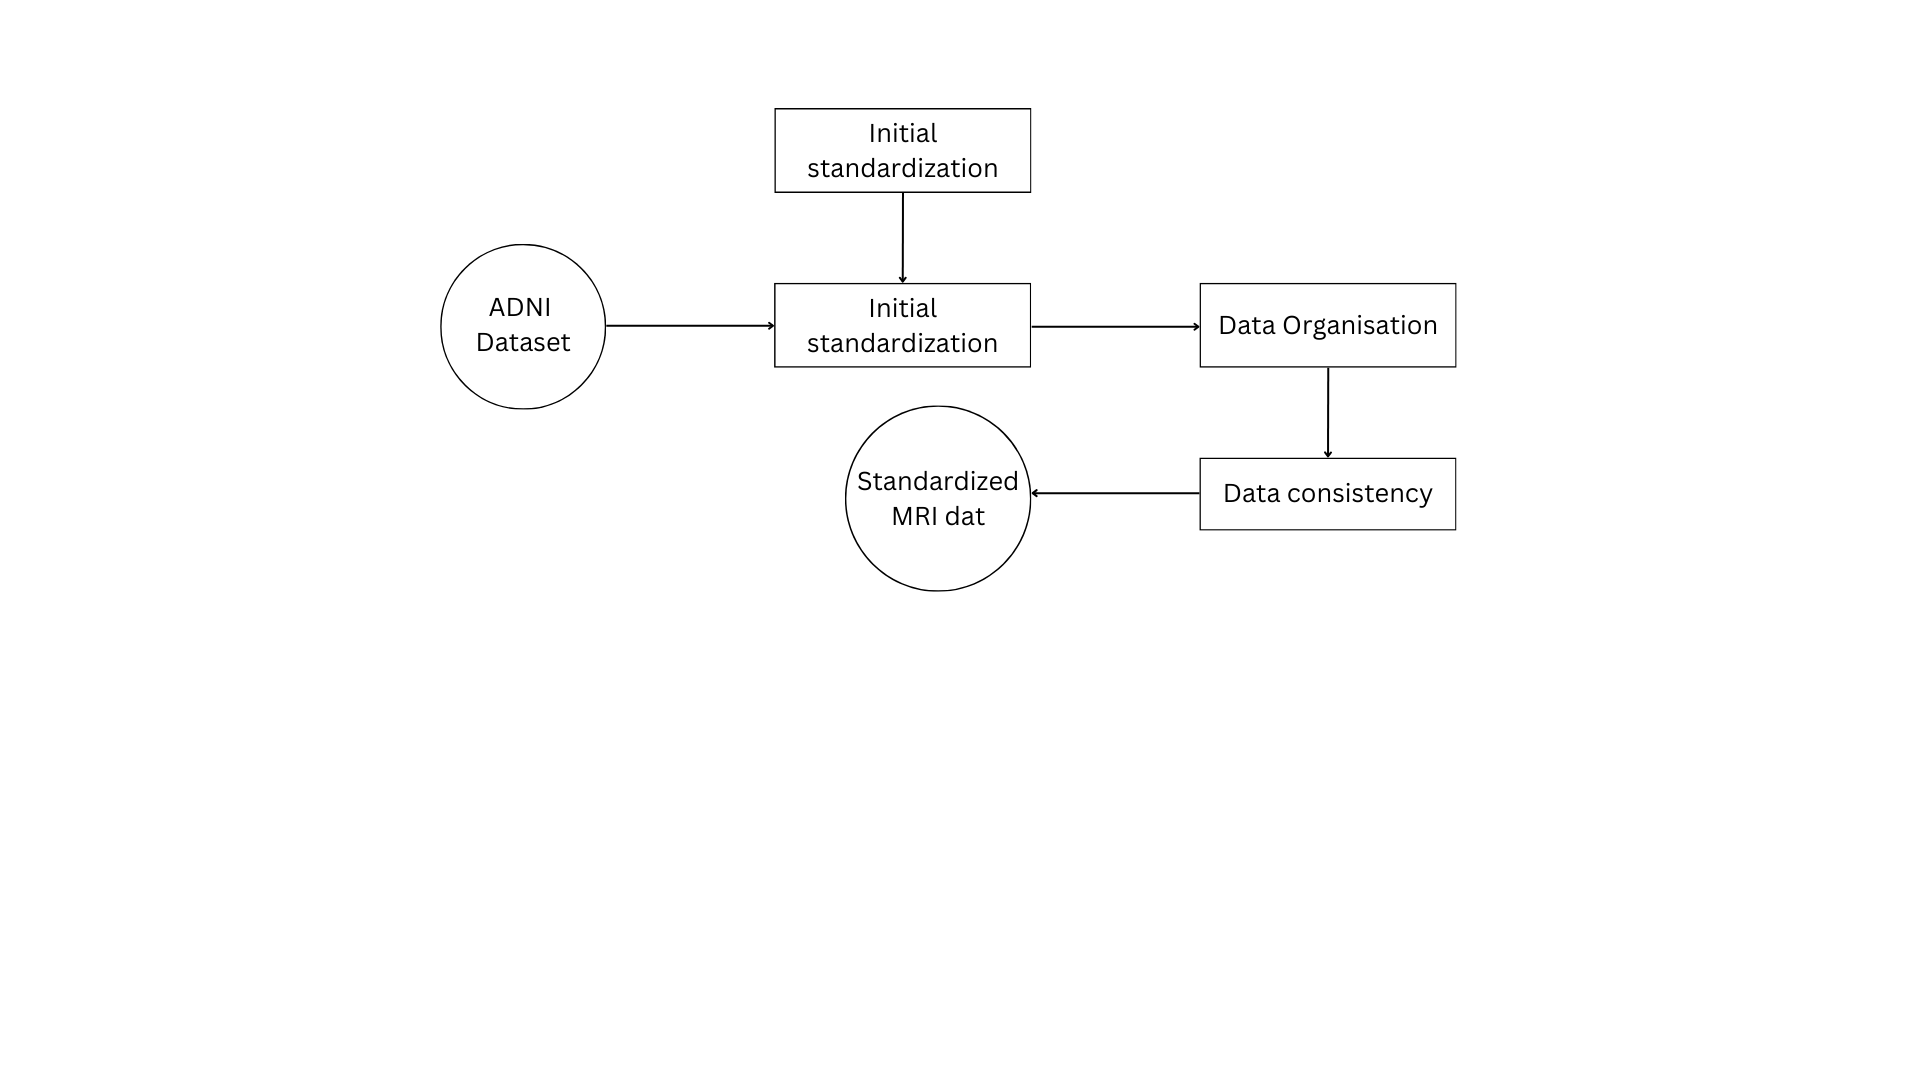 Initial
standardization
ADNI
Dataset
Initial
standardization
Data Organisation
Standardized
MRI dat
Data consistency